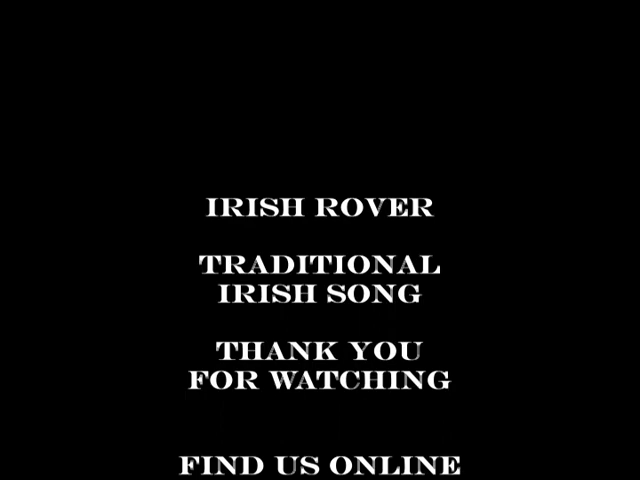 IRISH ROVER
TRADITIONAL
IRISH SONG
THANK YOU
FOR WATCHING
FIND US ONLINE